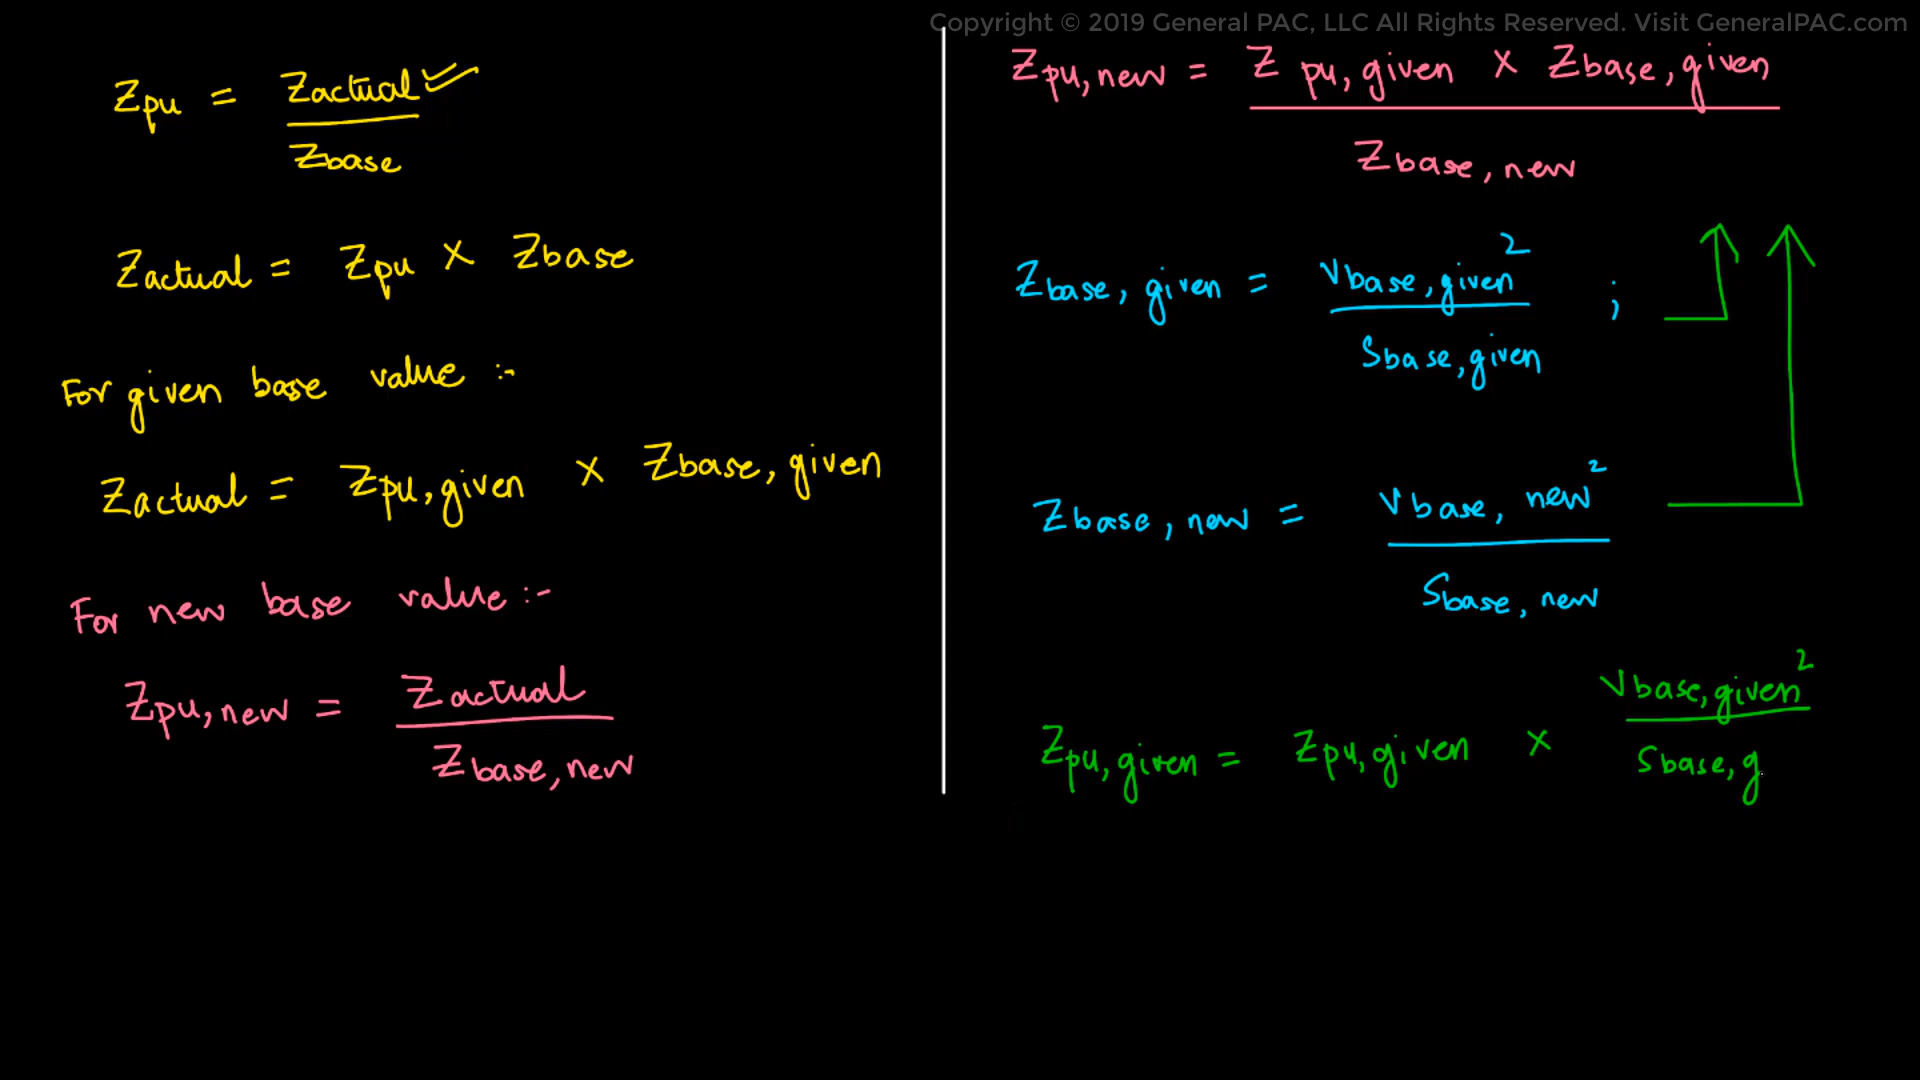 Copyright © 2019 General PAC, LLC All Rights Reserved. Visit GeneralPAC.com
Zpu = Zactual ✓
Zbase
Zactual = Zpu × Zbase
For given base value :-
Zactual = Zpu, given × Zbase, given
For new base value :-
Zpu, new = Zactual
Zbase, new
Zpu, new = Z pu, given × Zbase, given
Zbase, new
Zbase, given = Vbase, given² ;
Sbase, given
Zbase, new = Vbase, new²
Sbase, new
Zpu, given = Zpu, given × Vbase, given²
Sbase, g